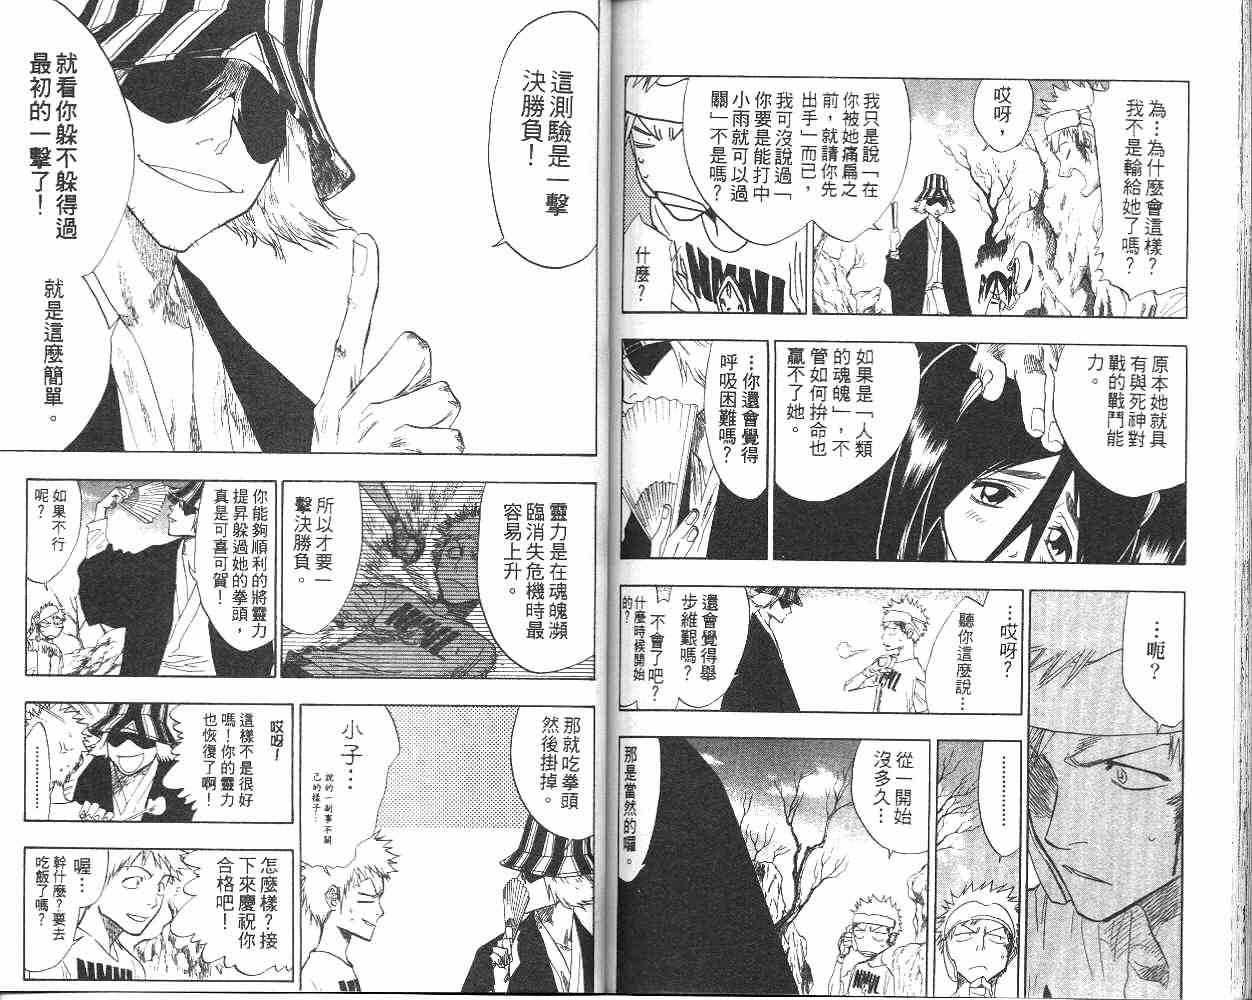 為…為什麼會這樣？
我不是輸給她了嗎？
哎呀，
我只是說「在
你被她痛扁之
前，就請你先
出手」而已，
我可沒說過「
你要是能打中
小雨就可以過
關」不是嗎？
什麼？
原本她就具
有與死神對
戰的戰鬥能
力。
如果是「人類
的魂魄」，不
管如何拚命也
贏不了她。
…你還會覺得
呼吸困難嗎？
…呃？
…哎呀？
聽你這麼說…
還會覺得舉
步維艱嗎？
不會了吧？
什麼時候開始
的？
…………
從一開始
沒多久…
那是當然的囉。
這測驗是一擊
決勝負！
就看你躲不躲得過
最初的一擊了！
就是這麼簡單。
靈力是在魂魄瀕
臨消失危機時最
容易上升。
所以才要一
擊決勝負。
你能夠順利的將靈力
提昇躲過她的拳頭，
真是可喜可賀！
如果不行
呢？
那就吃拳頭
然後掛掉。
小子…
說的一副事不關
己的樣子…
哎呀！
這樣不是很好
嗎！你的靈力
也恢復了啊！
…………
怎麼樣？接
下來慶祝你
合格吧！
喔…
幹什麼？要去
吃飯了嗎？